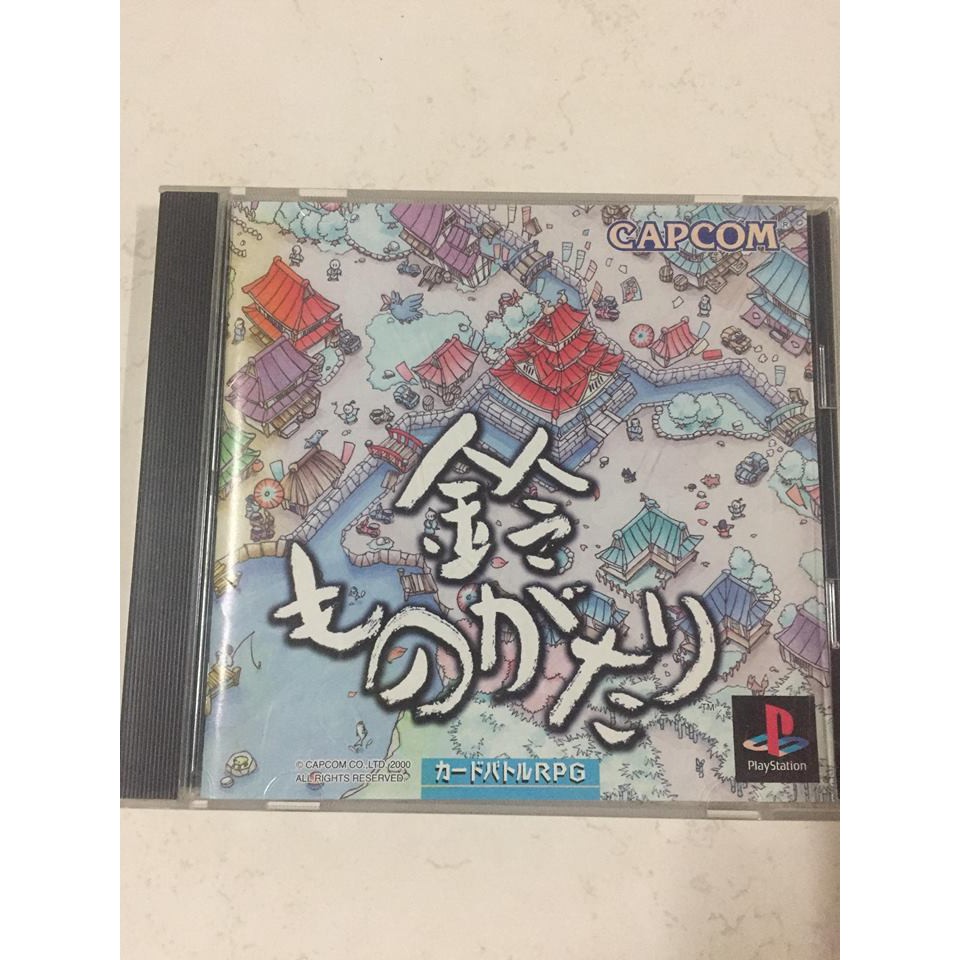 CAPCOM
鈴
ものがたり
TM
© CAPCOM CO., LTD. 2000
ALL RIGHTS RESERVED.
カードバトルRPG
PlayStation